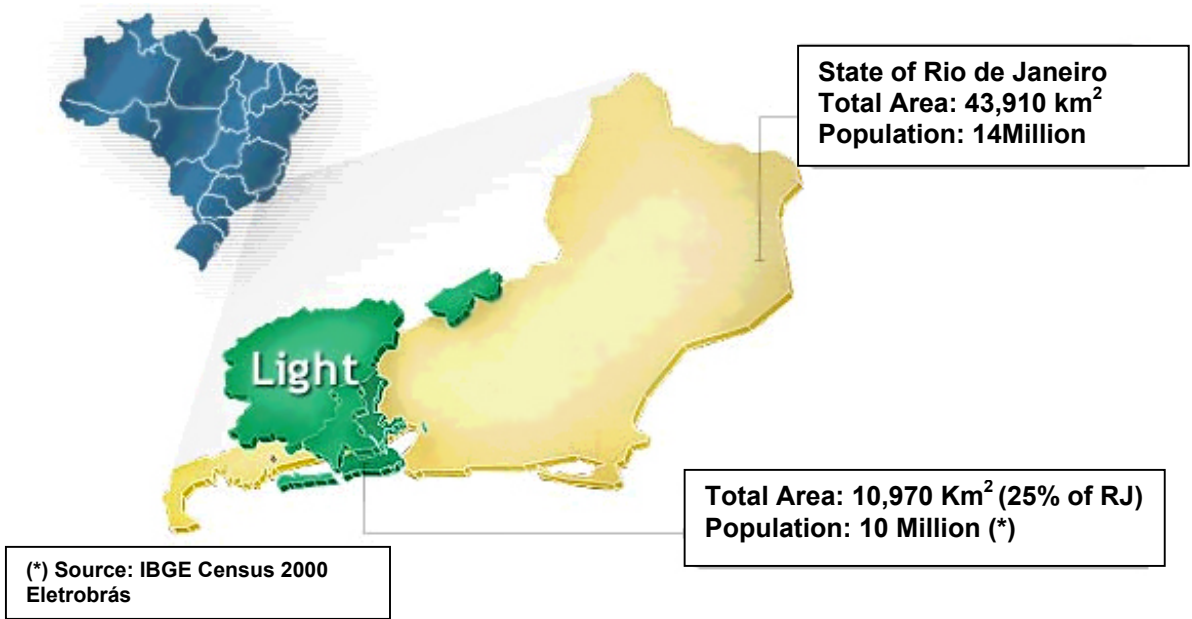 State of Rio de Janeiro
Total Area: 43,910 km²
Population: 14Million
Light
Total Area: 10,970 Km² (25% of RJ)
Population: 10 Million (*)
(*) Source: IBGE Census 2000
Eletrobrás